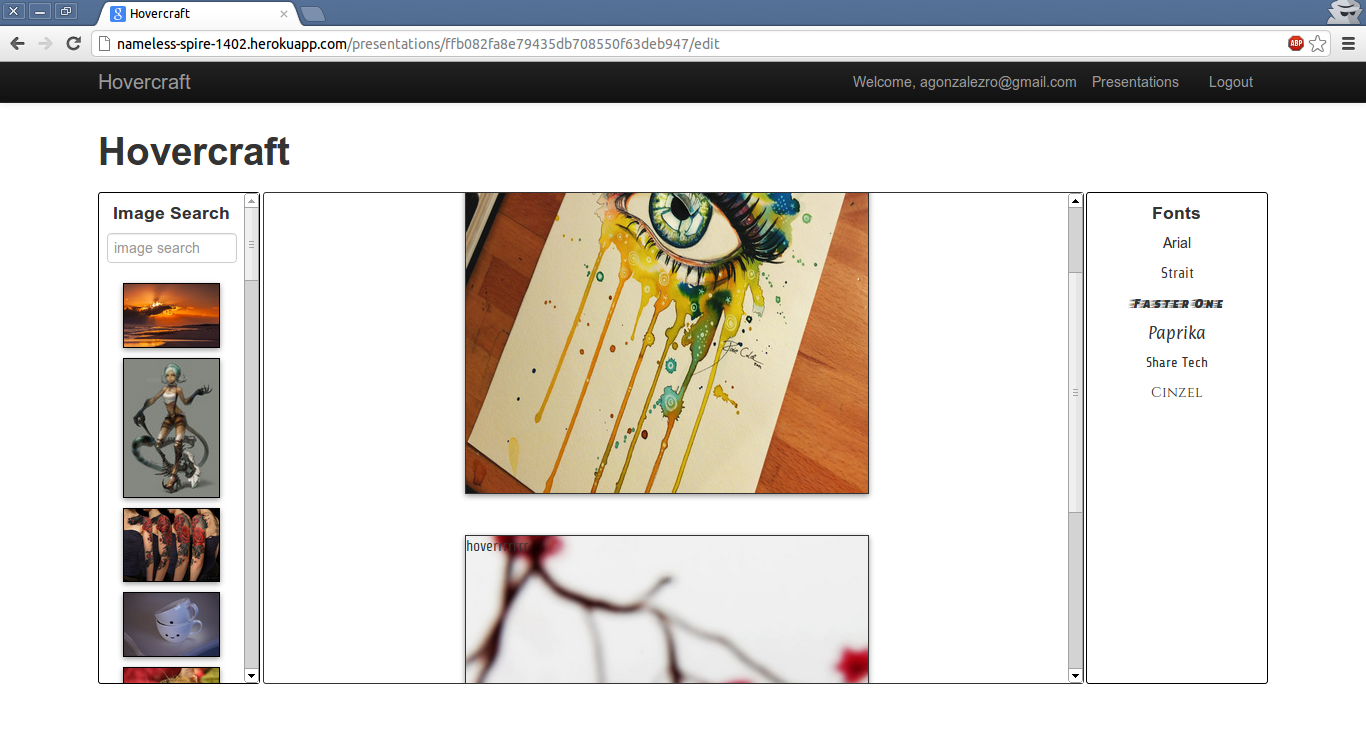 Hovercraft
nameless-spire-1402.herokuapp.com/presentations/ffb082fa8e79435db708550f63deb947/edit
ABP
Hovercraft
Welcome, agonzalezro@gmail.com Presentations Logout
Hovercraft
Image Search
image search
Fonts
Arial
Strait
Faster One
Paprika
Share Tech
Cinzel